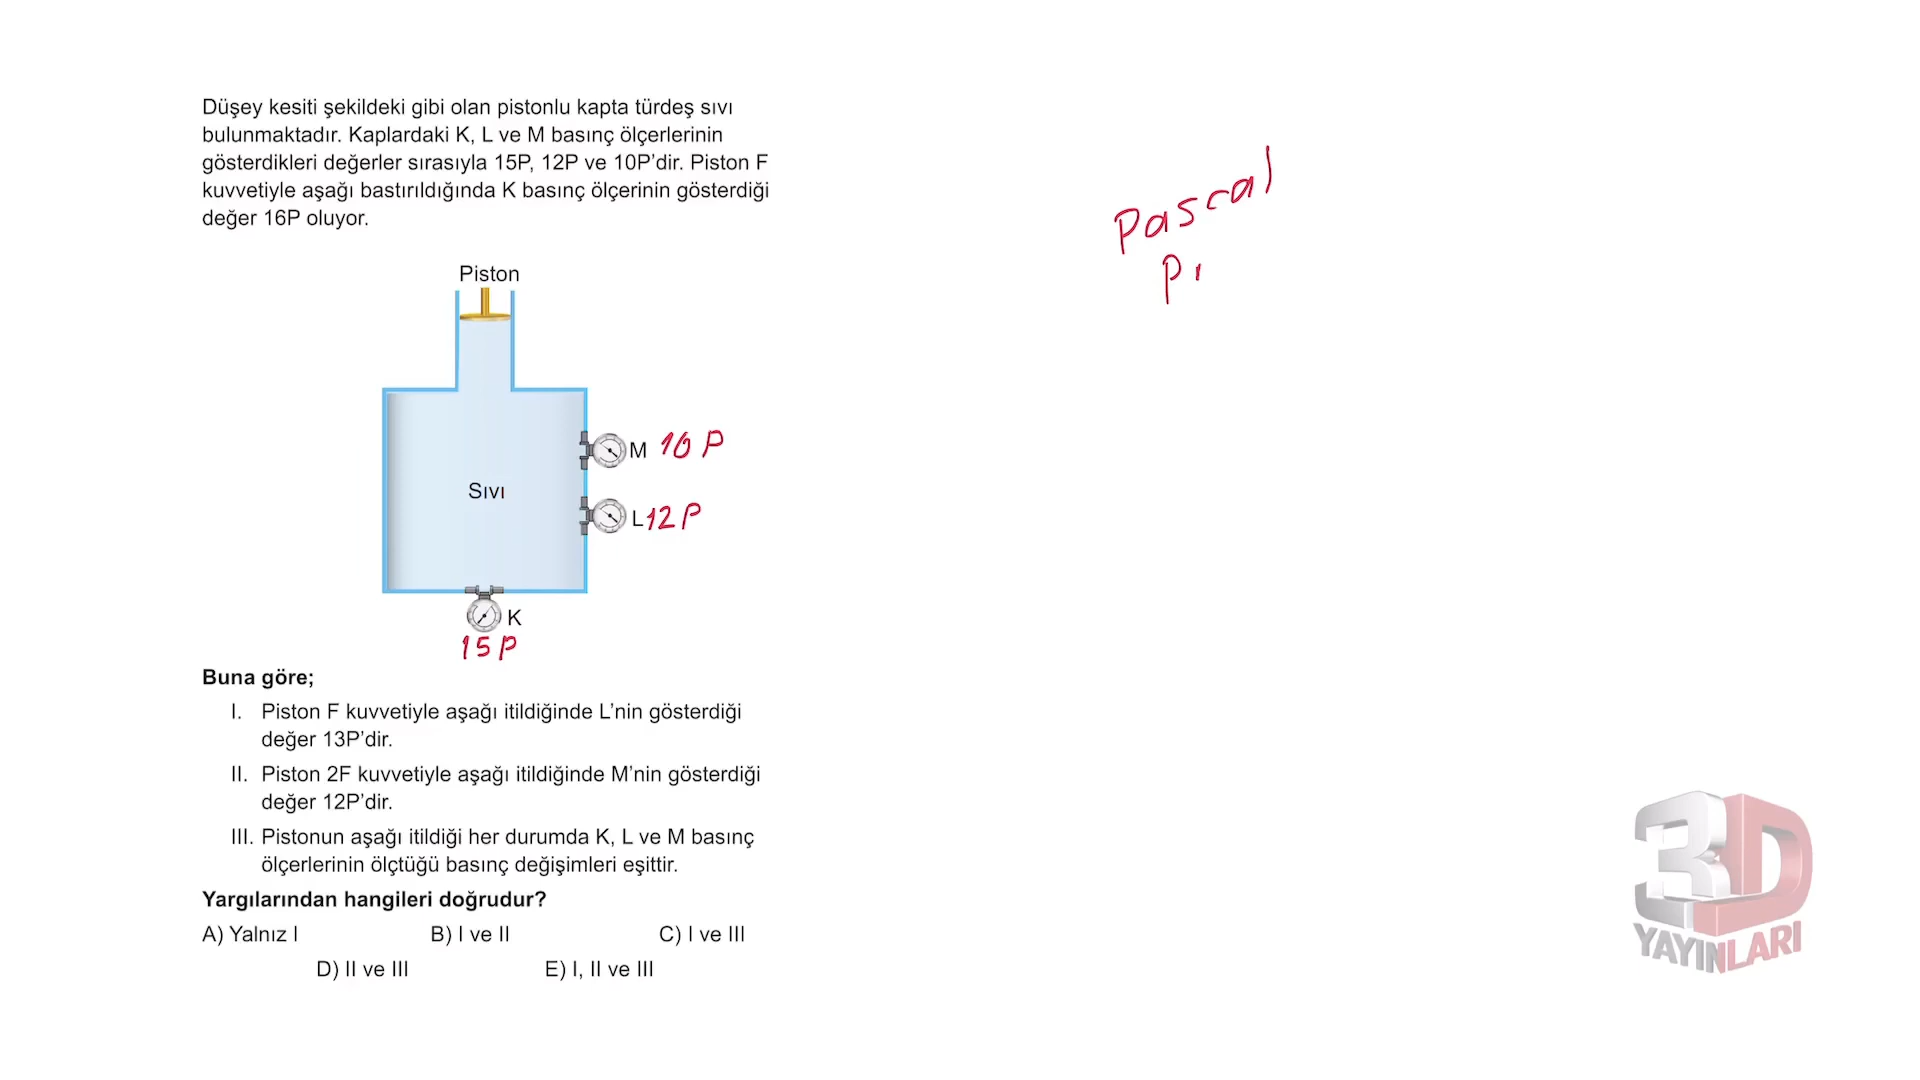 Düşey kesiti şekildeki gibi olan pistonlu kapta türdeş sıvı
bulunmaktadır. Kaplardaki K, L ve M basınç ölçerlerinin
gösterdikleri değerler sırasıyla 15P, 12P ve 10P’dir. Piston F
kuvvetiyle aşağı bastırıldığında K basınç ölçerinin gösterdiği
değer 16P oluyor.
Pascal
Pr
Piston
M 10 P
Sıvı
L 12 P
K
15 P
Buna göre;
I. Piston F kuvvetiyle aşağı itildiğinde L’nin gösterdiği
değer 13P’dir.
II. Piston 2F kuvvetiyle aşağı itildiğinde M’nin gösterdiği
değer 12P’dir.
III. Pistonun aşağı itildiği her durumda K, L ve M basınç
ölçerlerinin ölçtüğü basınç değişimleri eşittir.
Yargılarından hangileri doğrudur?
A) Yalnız I B) I ve II C) I ve III
D) II ve III E) I, II ve III
3D
YAYINLARI